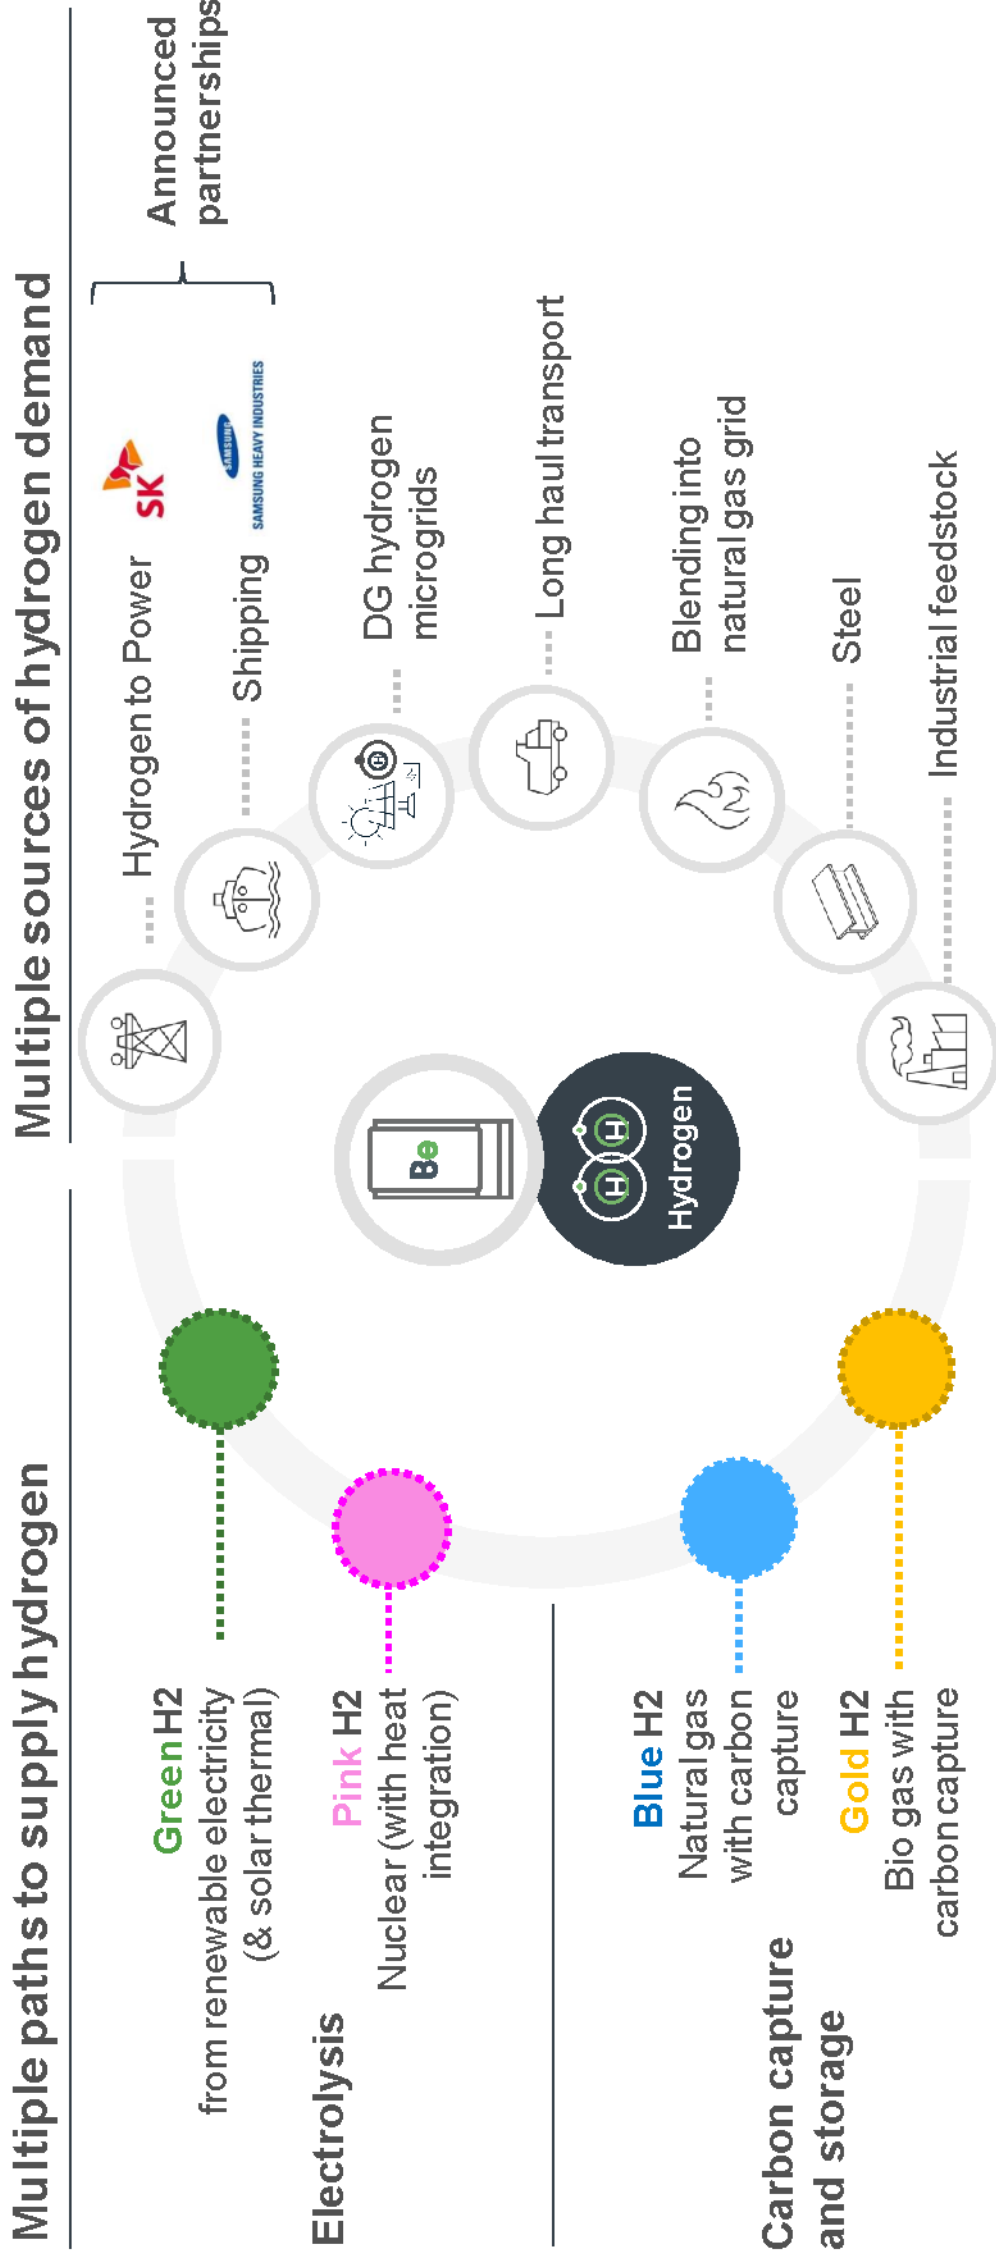 Multiple paths to supply hydrogen
Electrolysis
Green H2
from renewable electricity
(& solar thermal)
Pink H2
Nuclear (with heat
integration)
Carbon capture
and storage
Blue H2
Natural gas
with carbon
capture
Gold H2
Bio gas with
carbon capture
Be
H H
Hydrogen
Multiple sources of hydrogen demand
Hydrogen to Power
SK
Shipping
SAMSUNG
SAMSUNG HEAVY INDUSTRIES
Announced
partnerships
H
DG hydrogen
microgrids
Long haul transport
Blending into
natural gas grid
Steel
Industrial feedstock